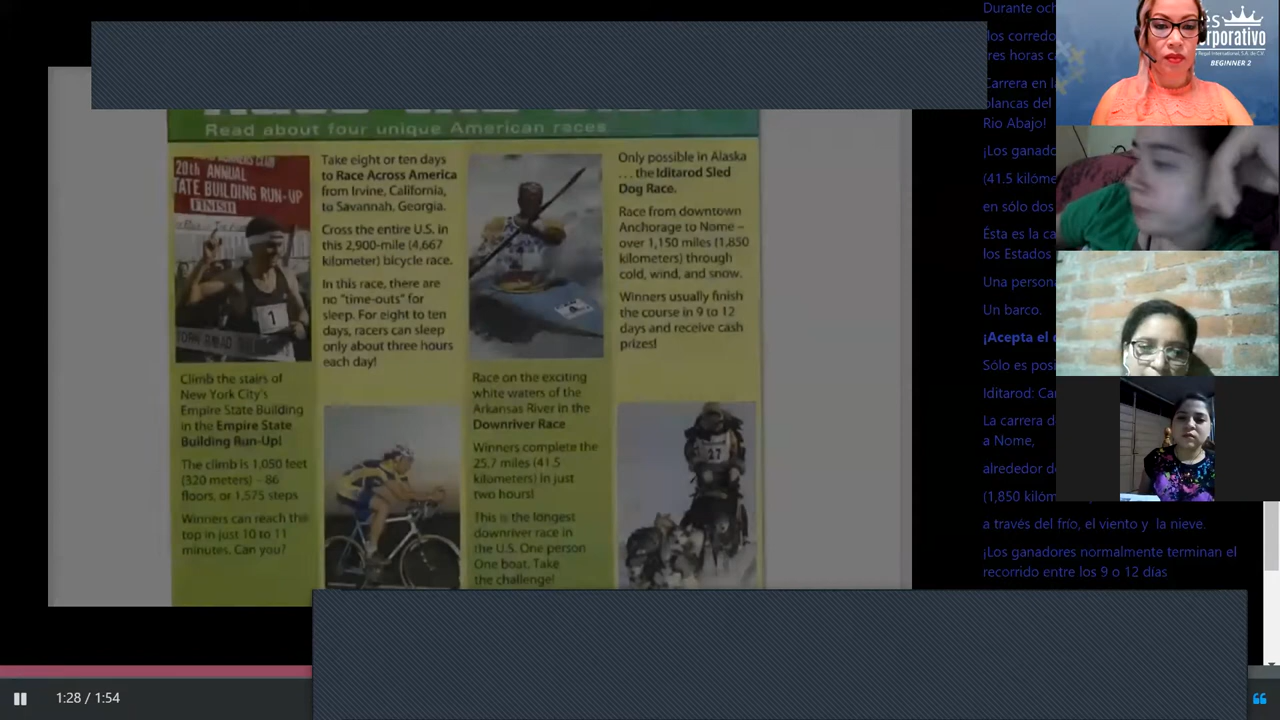 Read about four unique American races
20th ANNUAL
TATE BUILDING RUN-UP
FINISH
1
Climb the stairs of
New York City's
Empire State Building
in the Empire State
Building Run-Up!
The climb is 1,050 feet
(320 meters) – 86
floors, or 1,575 steps
Winners can reach the
top in just 10 to 11
minutes. Can you?
Take eight or ten days
to Race Across America
from Irvine, California,
to Savannah, Georgia.
Cross the entire U.S. in
this 2,900-mile (4,667
kilometer) bicycle race.
In this race, there are
no "time-outs" for
sleep. For eight to ten
days, racers can sleep
only about three hours
each day!
Race on the exciting
white waters of the
Arkansas River in the
Downriver Race
Winners complete the
25.7 miles (41.5
kilometers) in just
two hours!
This is the longest
downriver race in
the U.S. One person
One boat. Take
the challenge!
Only possible in Alaska
. . . the Iditarod Sled
Dog Race.
Race from downtown
Anchorage to Nome –
over 1,150 miles (1,850
kilometers) through
cold, wind, and snow.
Winners usually finish
the course in 9 to 12
days and receive cash
prizes!
27
Durante och
los corredo
tres horas c
Carrera en l
blancas del
Rio Abajo!
¡Los ganado
(41.5 kilóme
en sólo dos
Ésta es la ca
los Estados
Una persona
Un barco.
¡Acepta el
Sólo es posi
Iditarod: Ca
La carrera d
a Nome,
alrededor d
(1,850 kilóm
a través del frío, el viento y la nieve.
¡Los ganadores normalmente terminan el
recorrido entre los 9 o 12 días
és
orporativo
Regal International, S.A. de C.V.
BEGINNER 2
1:28 / 1:54